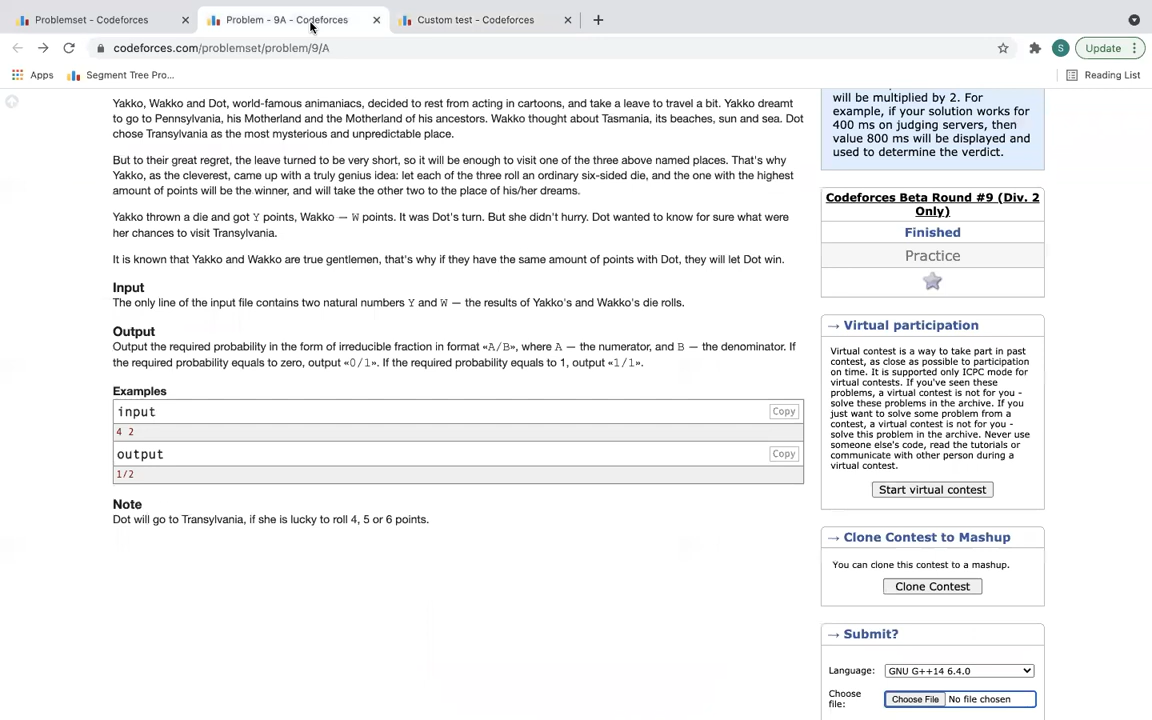 Problemset - Codeforces
Problem - 9A - Codeforces
Custom test - Codeforces
codeforces.com/problemset/problem/9/A
S
Update
Apps
Segment Tree Pro...
Reading List
Yakko, Wakko and Dot, world-famous animaniacs, decided to rest from acting in cartoons, and take a leave to travel a bit. Yakko dreamt
to go to Pennsylvania, his Motherland and the Motherland of his ancestors. Wakko thought about Tasmania, its beaches, sun and sea. Dot
chose Transylvania as the most mysterious and unpredictable place.
But to their great regret, the leave turned to be very short, so it will be enough to visit one of the three above named places. That's why
Yakko, as the cleverest, came up with a truly genius idea: let each of the three roll an ordinary six-sided die, and the one with the highest
amount of points will be the winner, and will take the other two to the place of his/her dreams.
Yakko thrown a die and got Y points, Wakko — W points. It was Dot's turn. But she didn't hurry. Dot wanted to know for sure what were
her chances to visit Transylvania.
It is known that Yakko and Wakko are true gentlemen, that's why if they have the same amount of points with Dot, they will let Dot win.
Input
The only line of the input file contains two natural numbers Y and W — the results of Yakko's and Wakko's die rolls.
Output
Output the required probability in the form of irreducible fraction in format «A/B», where A — the numerator, and B — the denominator. If
the required probability equals to zero, output «0/1». If the required probability equals to 1, output «1/1».
Examples
input
Copy
4 2
output
Copy
1/2
Note
Dot will go to Transylvania, if she is lucky to roll 4, 5 or 6 points.
will be multiplied by 2. For
example, if your solution works for
400 ms on judging servers, then
value 800 ms will be displayed and
used to determine the verdict.
Codeforces Beta Round #9 (Div. 2
Only)
Finished
Practice
→ Virtual participation
Virtual contest is a way to take part in past
contest, as close as possible to participation
on time. It is supported only ICPC mode for
virtual contests. If you've seen these
problems, a virtual contest is not for you -
solve these problems in the archive. If you
just want to solve some problem from a
contest, a virtual contest is not for you -
solve this problem in the archive. Never use
someone else's code, read the tutorials or
communicate with other person during a
virtual contest.
Start virtual contest
→ Clone Contest to Mashup
You can clone this contest to a mashup.
Clone Contest
→ Submit?
Language: GNU G++14 6.4.0
Choose
file:
Choose File No file chosen